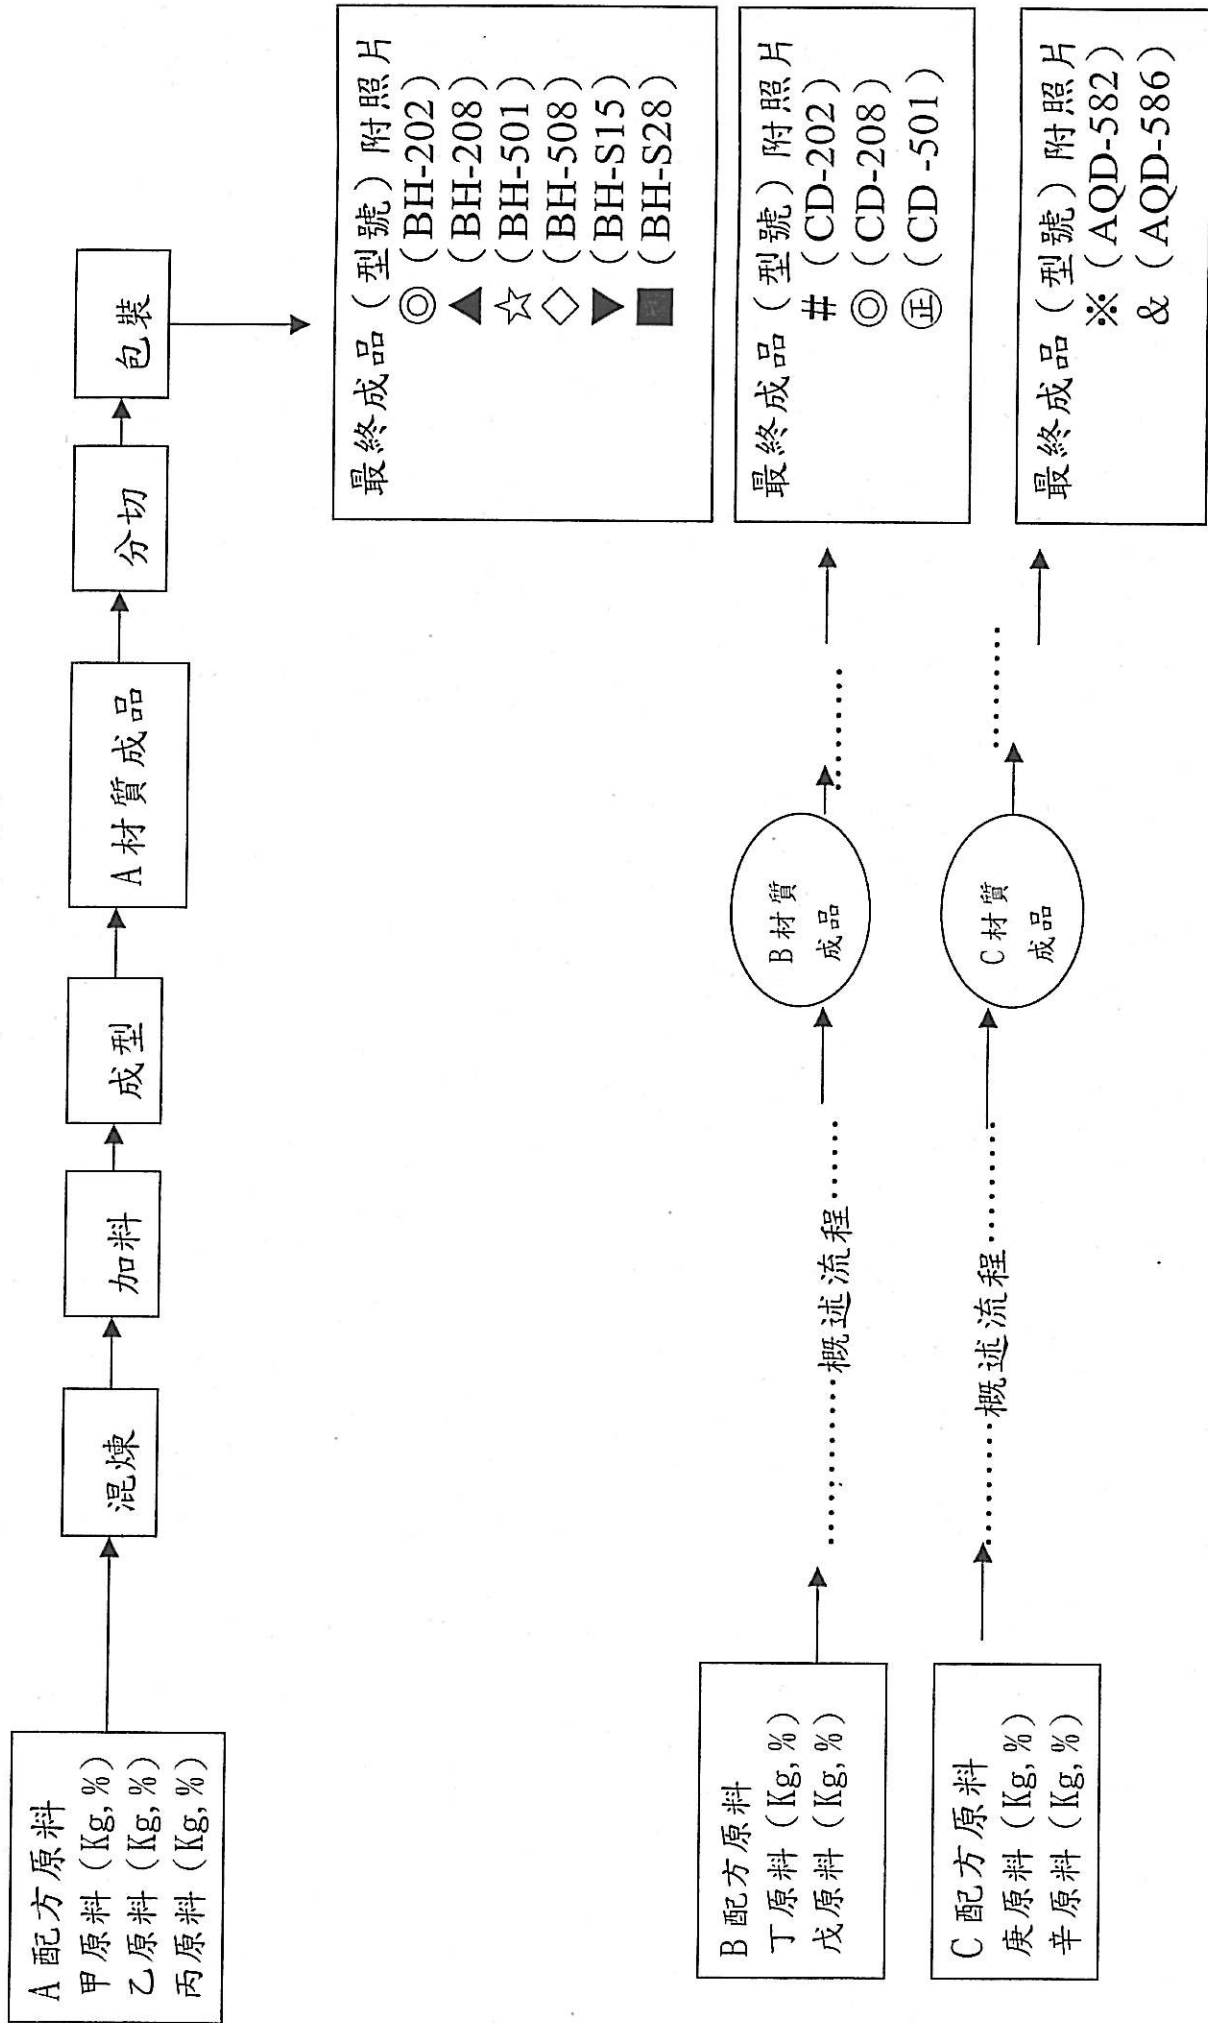 A 配方原料
甲原料（Kg,%）
乙原料（Kg,%）
丙原料（Kg,%）
混煉
加料
成型
A材質成品
分切
包裝
最終成品（型號）附照片
◎（BH-202）
▲（BH-208）
☆（BH-501）
◇（BH-508）
▼（BH-S15）
■（BH-S28）
B 配方原料
丁原料（Kg,%）
戊原料（Kg,%）
…………概述流程……
B材質
成品
………
最終成品（型號）附照片
#（CD-202）
◎（CD-208）
㊣（CD -501）
C 配方原料
庚原料（Kg,%）
辛原料（Kg,%）
…………概述流程…………
C材質
成品
………
最終成品（型號）附照片
※（AQD-582）
&（AQD-586）